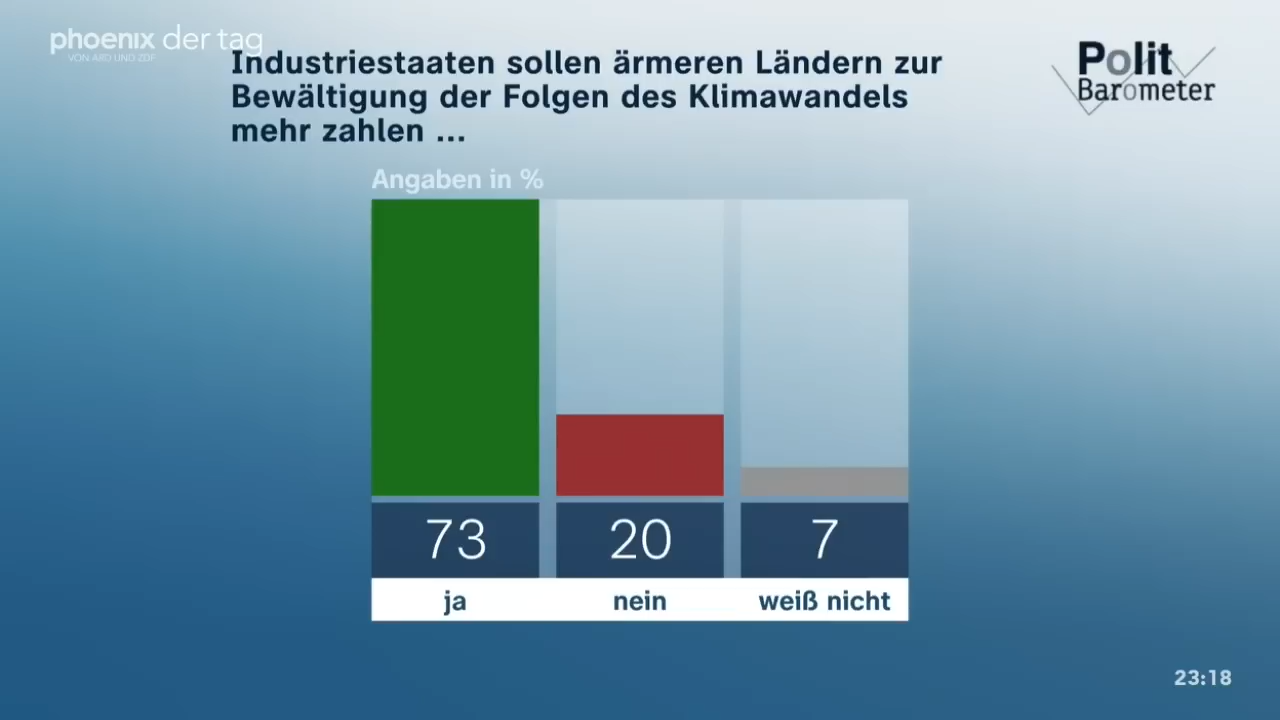 phoenix der tag
VON ARD UND ZDF
Industriestaaten sollen ärmeren Ländern zur
Bewältigung der Folgen des Klimawandels
mehr zahlen ...
Polit
Barometer
Angaben in %
73 20 7
ja nein weiß nicht
23:18